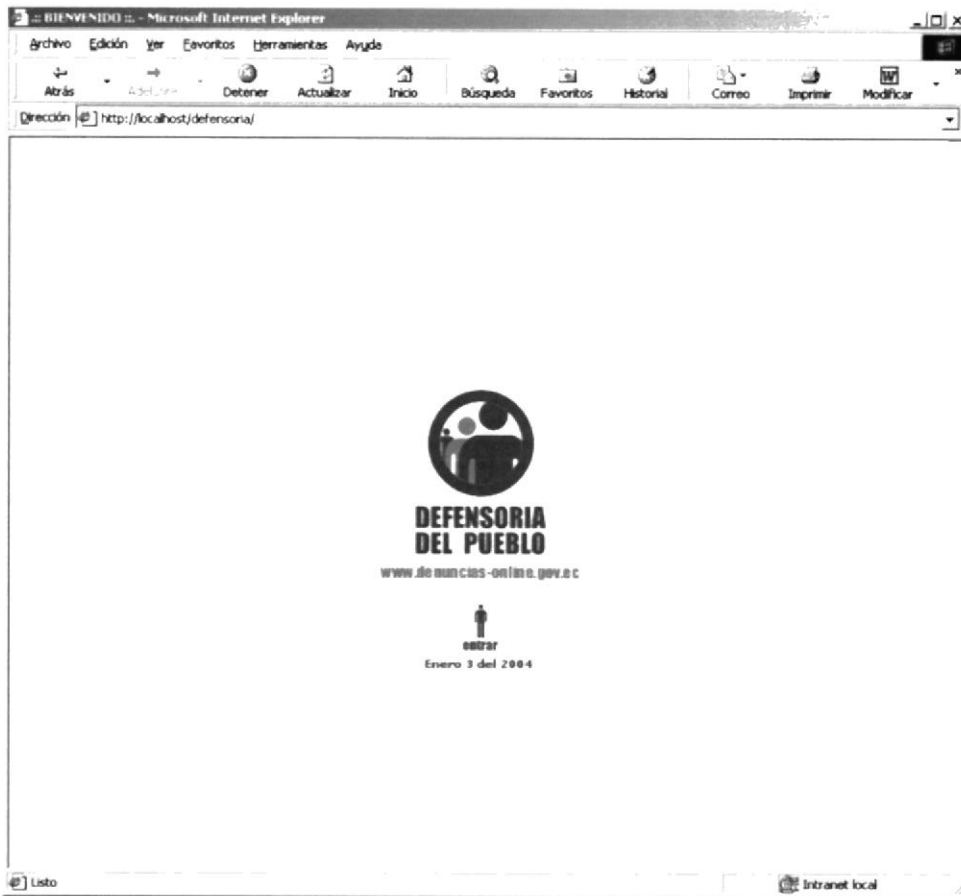 .:: BIENVENIDO ::. - Microsoft Internet Explorer
Archivo Edición Ver Favoritos Herramientas Ayuda
Atrás Adelante Detener Actualizar Inicio Búsqueda Favoritos Historial Correo Imprimir Modificar
Dirección http://localhost/defensoria/
DEFENSORIA
DEL PUEBLO
www.denuncias-online.gov.ec
entrar
Enero 3 del 2004
Listo Intranet local